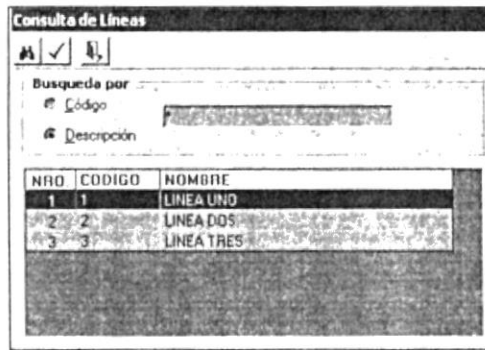 Consulta de Líneas
Busqueda por
Código
Descripción
NRO. CODIGO NOMBRE
1 1 LINEA UNO
2 2 LINEA DOS
3 3 LINEA TRES